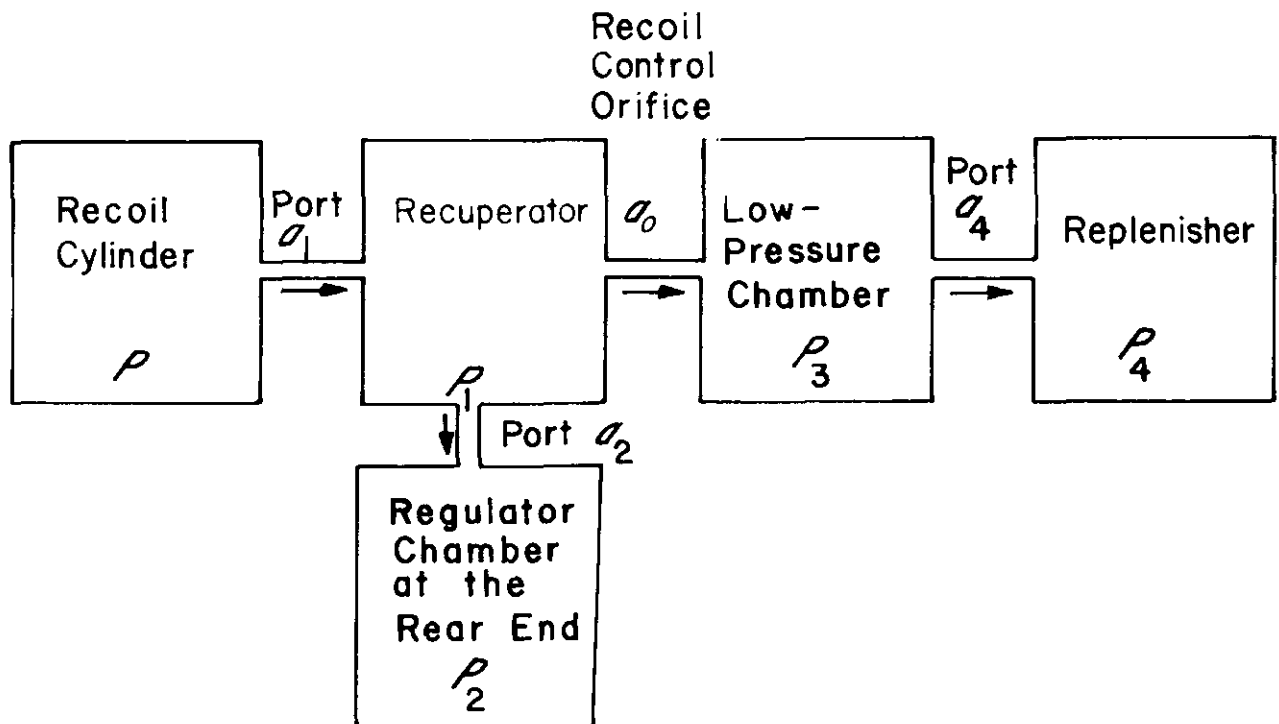 Recoil
Control
Orifice
Recoil
Cylinder
P
Port
a₁
Recuperator
P₁
a₀
Low-
Pressure
Chamber
P₃
Port
a₄
Replenisher
P₄
Port a₂
Regulator
Chamber
at the
Rear End
P₂